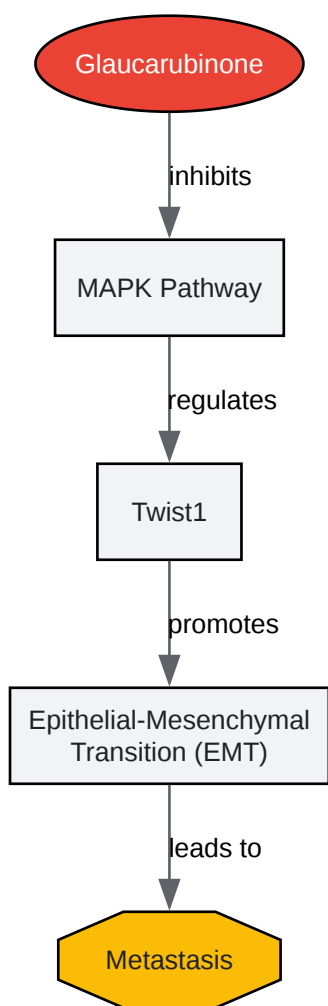 Glaucarubinone
inhibits
MAPK Pathway
regulates
Twist1
promotes
Epithelial-Mesenchymal
Transition (EMT)
leads to
Metastasis